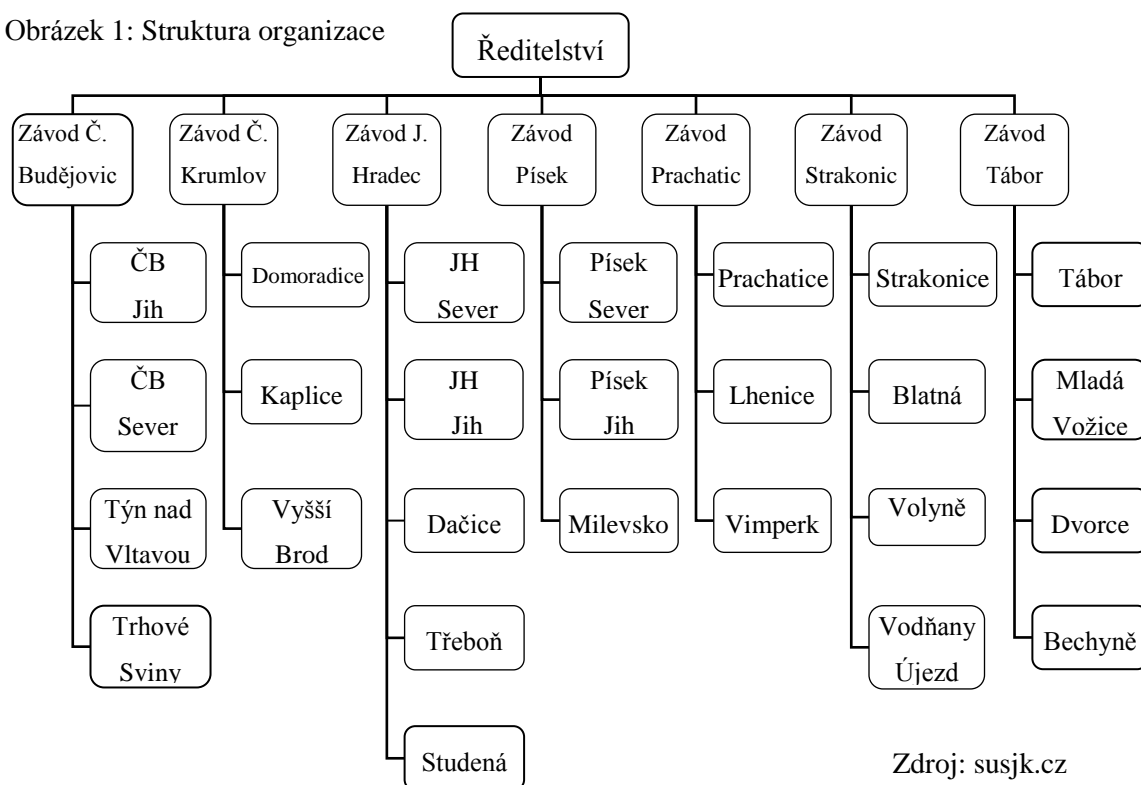 Obrázek 1: Struktura organizace
Ředitelství
Závod Č.
Budějovic
Závod Č.
Krumlov
Závod J.
Hradec
Závod
Písek
Závod
Prachatic
Závod
Strakonic
Závod
Tábor
ČB
Jih
ČB
Sever
Týn nad
Vltavou
Trhové
Sviny
Domoradice
Kaplice
Vyšší
Brod
JH
Sever
JH
Jih
Dačice
Třeboň
Studená
Písek
Sever
Písek
Jih
Milevsko
Prachatice
Lhenice
Vimperk
Strakonice
Blatná
Volyně
Vodňany
Újezd
Tábor
Mladá
Vožice
Dvorce
Bechyně
Zdroj: susjk.cz